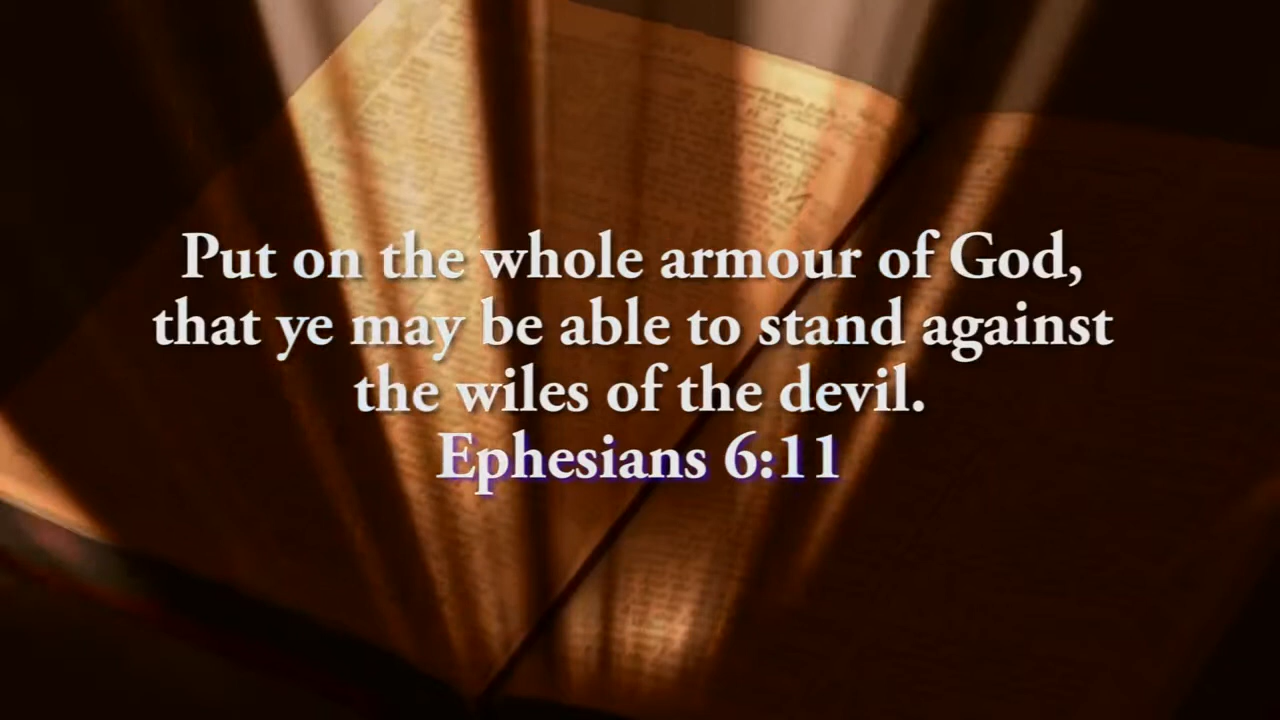 Put on the whole armour of God,
that ye may be able to stand against
the wiles of the devil.
Ephesians 6:11